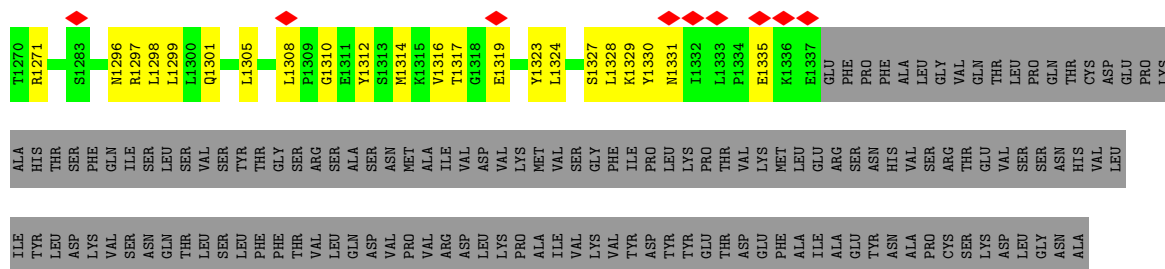 T1270 R1271 S1283 N1296 R1297 L1298 L1299 L1300 Q1301 L1305 L1308 P1309 G1310 E1311 Y1312 S1313 M1314 K1315 V1316 T1317 G1318 E1319 Y1323 L1324 S1327 L1328 K1329 Y1330 N1331 I1332 L1333 P1334 E1335 K1336 E1337 GLU PHE PRO PHE ALA LEU GLY VAL GLN THR LEU PRO GLN THR CYS ASP GLU PRO LYS
ALA HIS THR SER PHE GLN ILE SER LEU SER VAL SER TYR THR GLY SER ARG SER ALA SER ASN MET ALA ILE VAL ASP VAL LYS MET VAL SER GLY PHE ILE PRO LEU LYS PRO THR VAL LYS MET LEU GLU ARG SER ASN HIS VAL SER ARG THR GLU VAL SER SER ASN HIS VAL LEU
ILE TYR LEU ASP LYS VAL SER ASN GLN THR LEU SER LEU PHE PHE THR VAL LEU GLN ASP VAL PRO VAL ARG ASP LEU LYS PRO ALA ILE VAL LYS VAL TYR ASP TYR TYR GLU THR ASP GLU PHE ALA ILE ALA GLU TYR ASN ALA PRO CYS SER LYS ASP LEU GLY ASN ALA